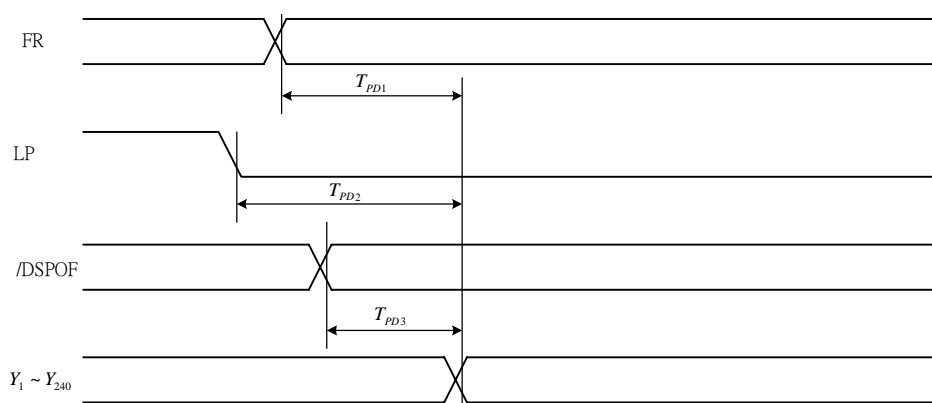 FR
T_PD1
LP
T_PD2
/DSPOF
T_PD3
Y_1 ~ Y_240